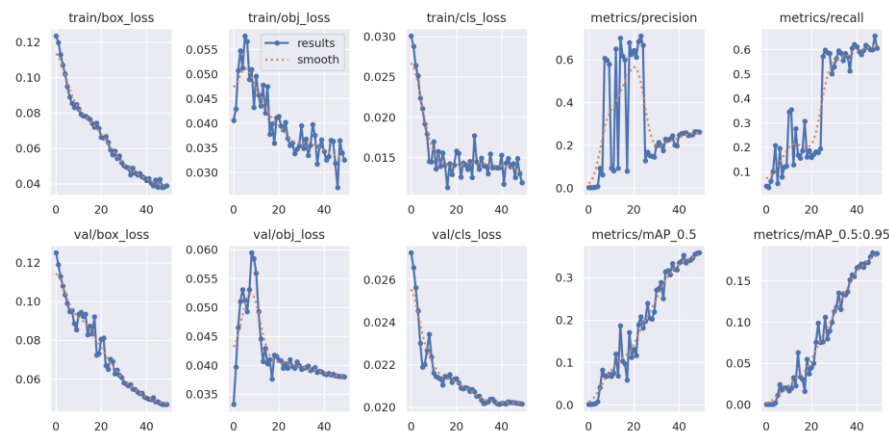 train/box_loss
train/obj_loss
train/cls_loss
metrics/precision
metrics/recall
0.12
0.10
0.08
0.06
0.04
0 20 40
0.055
0.050
0.045
0.040
0.035
0.030
0 20 40
results
smooth
0.030
0.025
0.020
0.015
0 20 40
0.6
0.4
0.2
0.0
0 20 40
0.6
0.5
0.4
0.3
0.2
0.1
0 20 40
val/box_loss
val/obj_loss
val/cls_loss
metrics/mAP_0.5
metrics/mAP_0.5:0.95
0.12
0.10
0.08
0.06
0 20 40
0.060
0.055
0.050
0.045
0.040
0.035
0 20 40
0.026
0.024
0.022
0.020
0 20 40
0.3
0.2
0.1
0.0
0 20 40
0.15
0.10
0.05
0.00
0 20 40